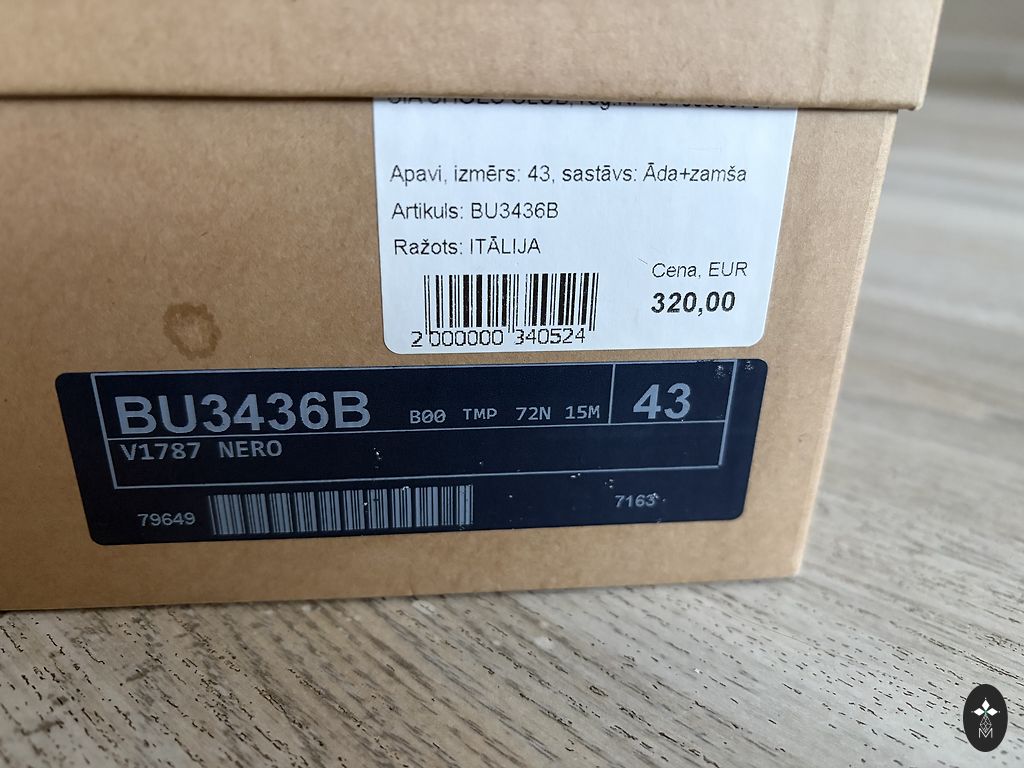 Apavi, izmērs: 43, sastāvs: Āda+zamša
Artikuls: BU3436B
Ražots: ITĀLIJA
Cena, EUR
320,00
2 000000 340524
BU3436B B00 TMP 72N 15M 43
V1787 NERO
79649 7163
M